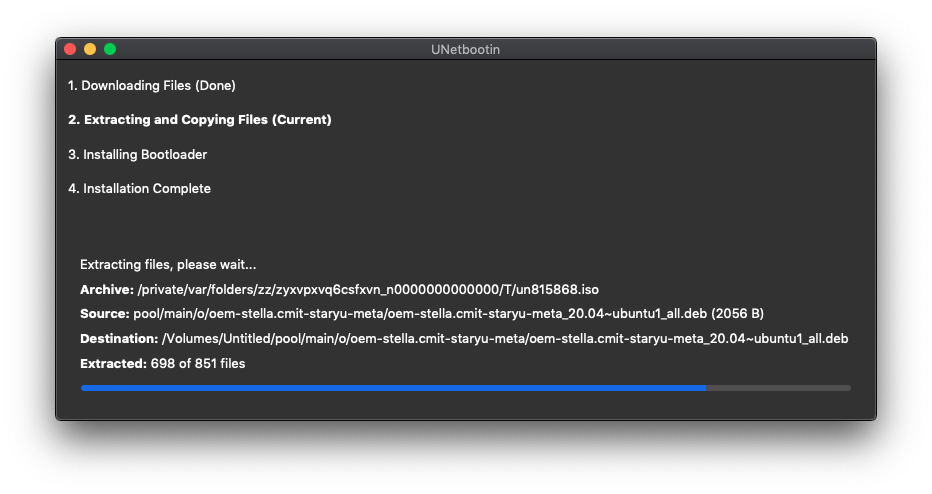 UNetbootin
1. Downloading Files (Done)
2. Extracting and Copying Files (Current)
3. Installing Bootloader
4. Installation Complete
Extracting files, please wait...
Archive: /private/var/folders/zz/zyxvpxvq6csfxvn_n0000000000000/T/un815868.iso
Source: pool/main/o/oem-stella.cmit-staryu-meta/oem-stella.cmit-staryu-meta_20.04~ubuntu1_all.deb (2056 B)
Destination: /Volumes/Untitled/pool/main/o/oem-stella.cmit-staryu-meta/oem-stella.cmit-staryu-meta_20.04~ubuntu1_all.deb
Extracted: 698 of 851 files